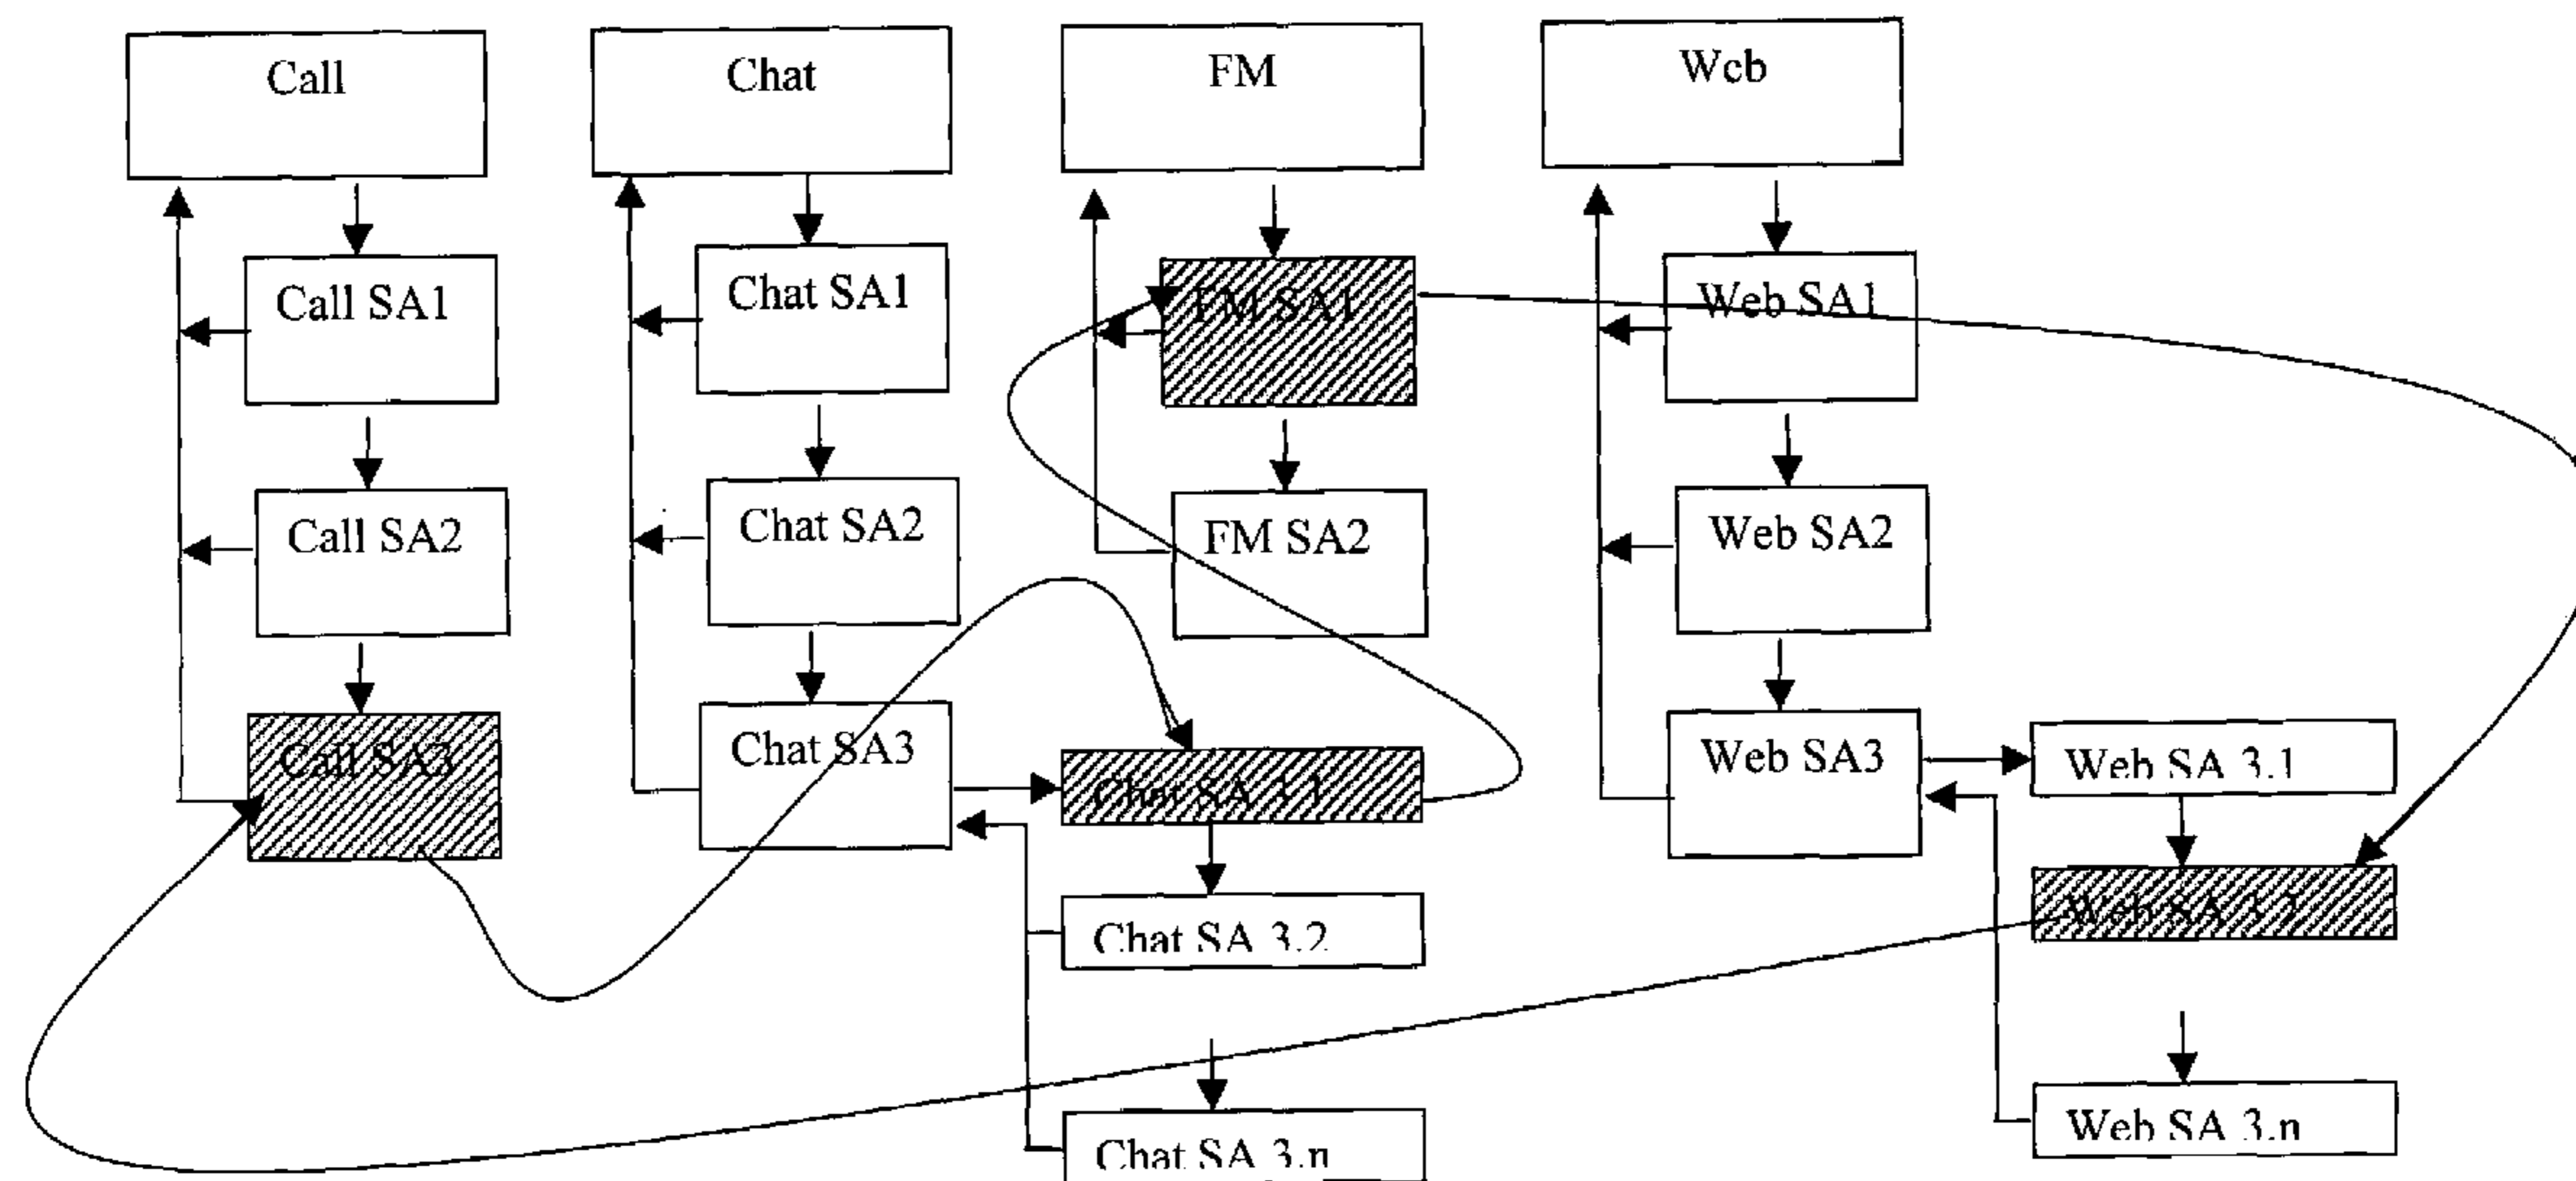 Call
Chat
FM
Web
Call SA1
Chat SA1
FM SA1
Web SA1
Call SA2
Chat SA2
FM SA2
Web SA2
Call SA3
Chat SA3
Chat SA 3.1
Web SA3
Web SA 3.1
Chat SA 3.2
Web SA 3.2
Chat SA 3.n
Web SA 3.n